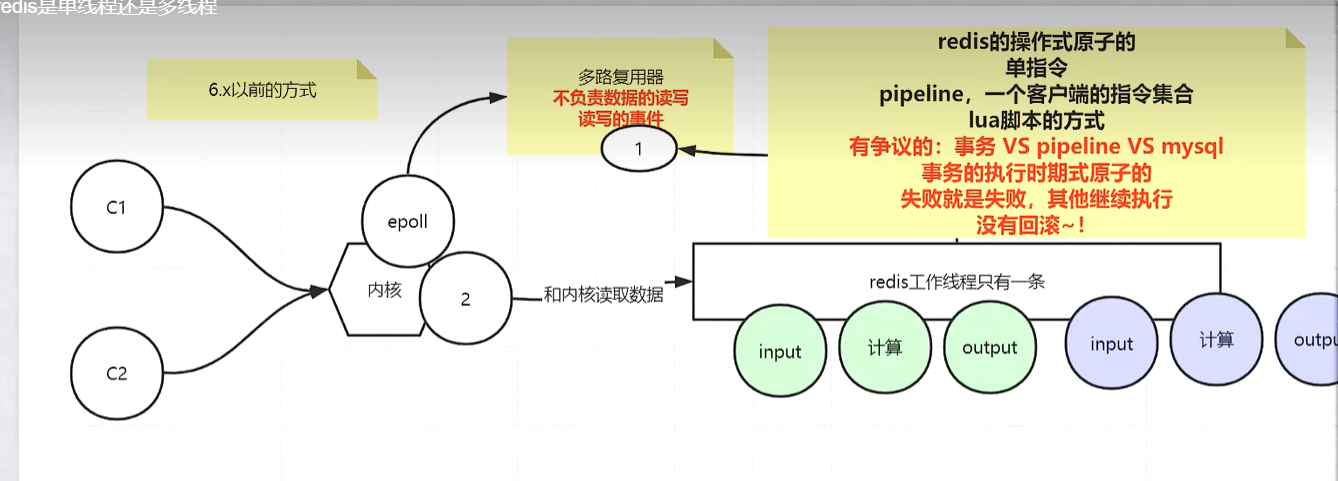 redis是单线程还是多线程
6.x以前的方式
多路复用器
不负责数据的读写
读写的事件
redis的操作式原子的
单指令
pipeline，一个客户端的指令集合
lua脚本的方式
有争议的：事务 VS pipeline VS mysql
事务的执行时期式原子的
失败就是失败，其他继续执行
没有回滚~！
1
C1
epoll
内核
2
和内核读取数据
redis工作线程只有一条
C2
input
计算
output
input
计算
outpu